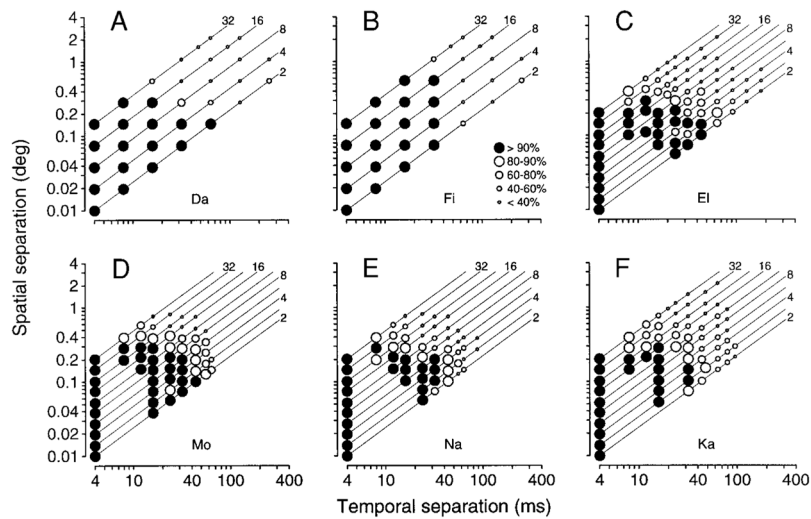 A
B
C
32 16 8 4 2
32 16 8 4 2
32 16 8 4 2
4
2
1
0.4
0.2
0.1
0.04
0.02
0.01
Da
Fi
El
> 90%
80-90%
60-80%
40-60%
< 40%
Spatial separation (deg)
D
E
F
32 16 8 4 2
32 16 8 4 2
32 16 8 4 2
4
2
1
0.4
0.2
0.1
0.04
0.02
0.01
Mo
Na
Ka
4 10 40 100 400
4 10 40 100 400
4 10 40 100 400
Temporal separation (ms)